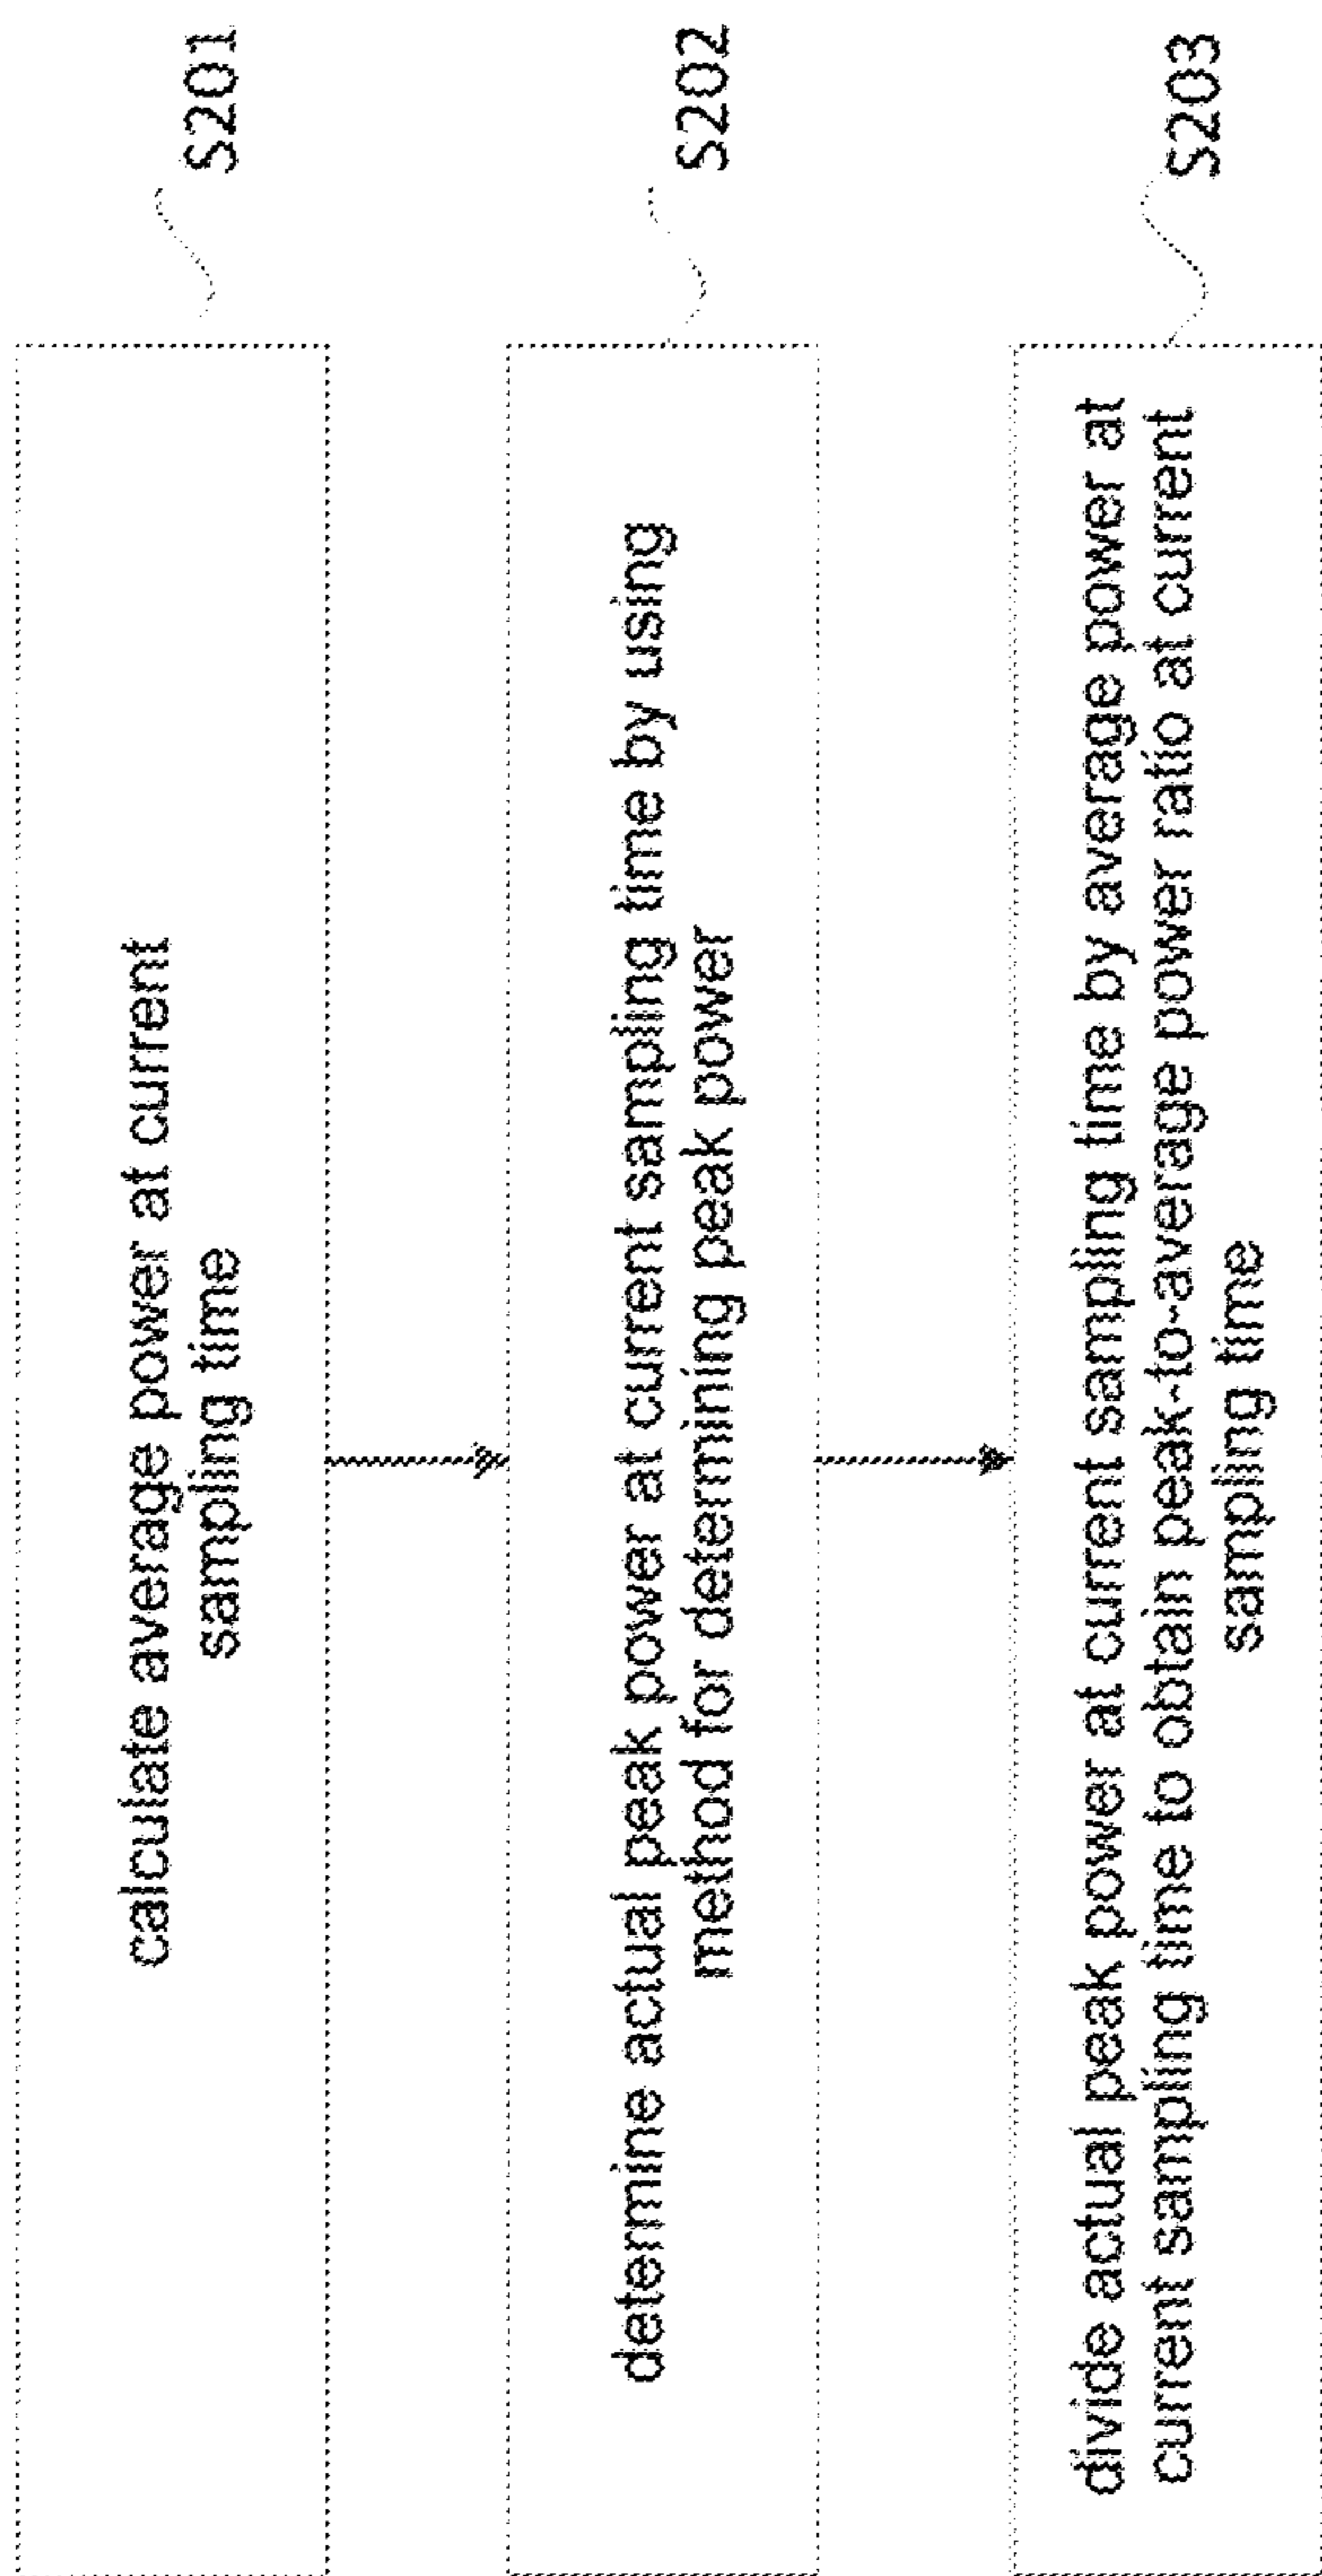 calculate average power at current
sampling time
S201
determine actual peak power at current sampling time by using
method for determining peak power
S202
divide actual peak power at current sampling time by average power at
current sampling time to obtain peak-to-average power ratio at current
sampling time
S203